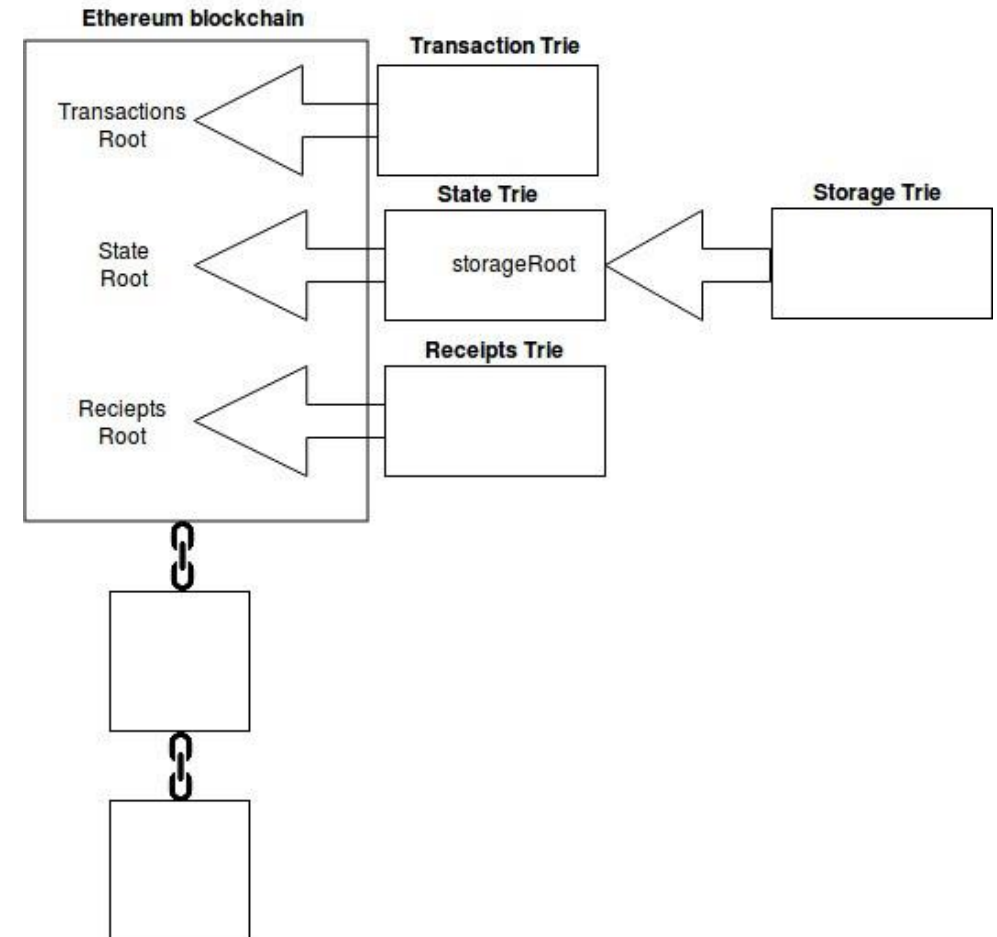 Ethereum blockchain
Transaction Trie
Transactions
Root
State Trie
Storage Trie
State
Root
storageRoot
Receipts Trie
Reciepts
Root